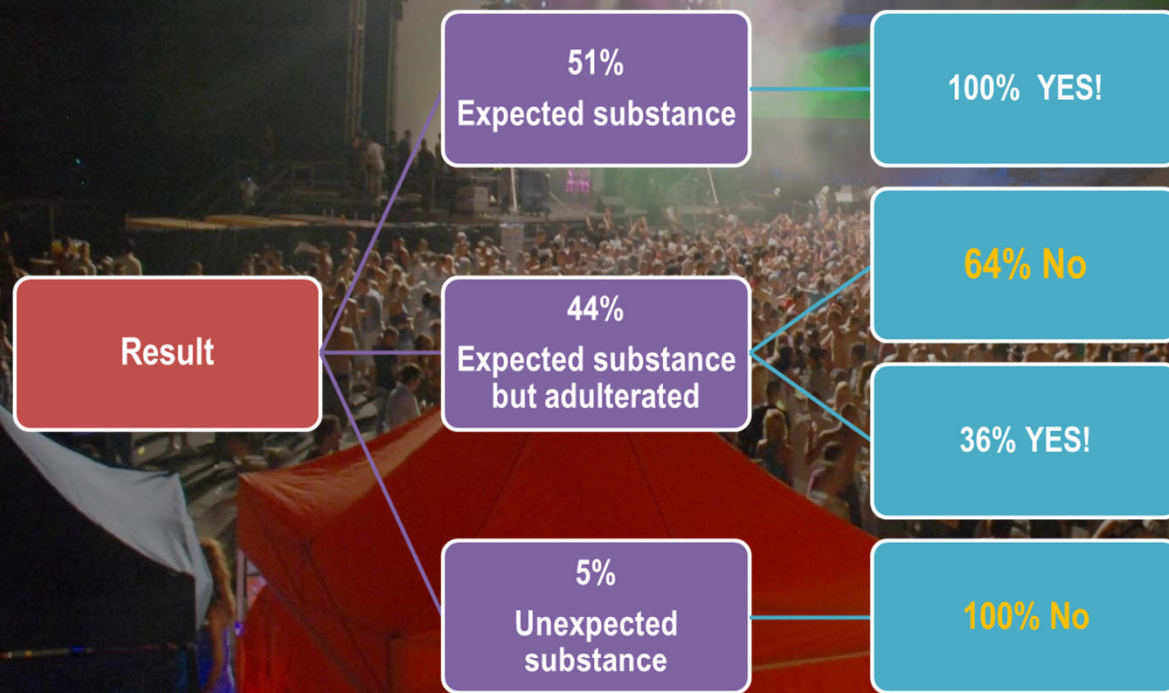 Result
51%
Expected substance
100% YES!
44%
Expected substance
but adulterated
64% No
36% YES!
5%
Unexpected
substance
100% No